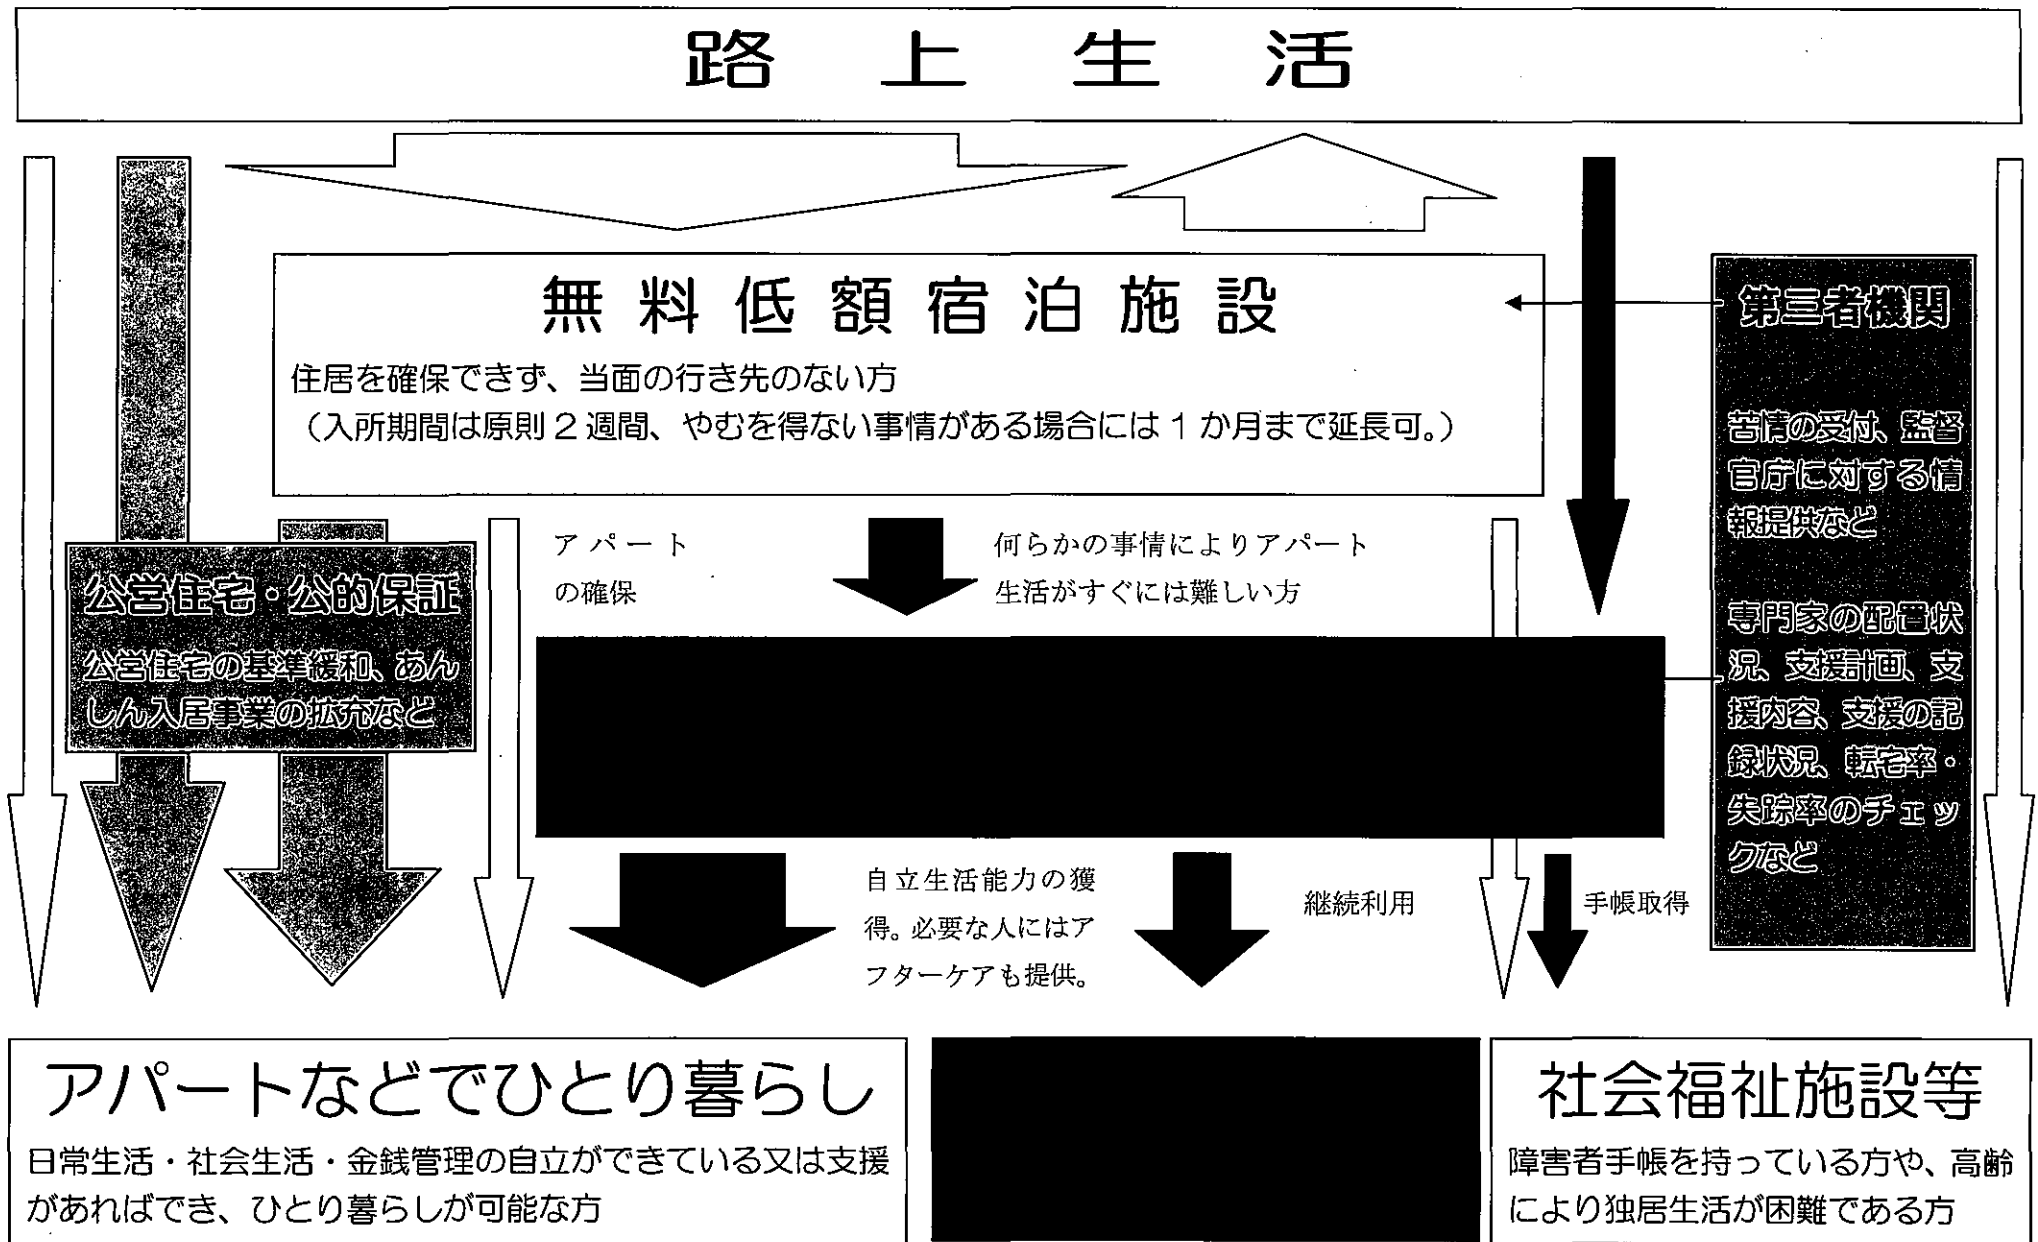 路上生活
無料低額宿泊施設
住居を確保できず、当面の行き先のない方
（入所期間は原則2週間、やむを得ない事情がある場合には1か月まで延長可。）
第三者機関
苦情の受付、監督
官庁に対する情
報提供など
専門家の配置状
況、支援計画、支
援内容、支援の記
録状況、転宅率・
失踪率のチェッ
クなど
公営住宅・公的保証
公営住宅の基準緩和、あん
しん入居事業の拡充など
アパート
の確保
何らかの事情によりアパート
生活がすぐには難しい方
自立生活能力の獲
得。必要な人にはア
フターケアも提供。
継続利用
手帳取得
アパートなどでひとり暮らし
日常生活・社会生活・金銭管理の自立ができている又は支援
があればでき、ひとり暮らしが可能な方
社会福祉施設等
障害者手帳を持っている方や、高齢
により独居生活が困難である方